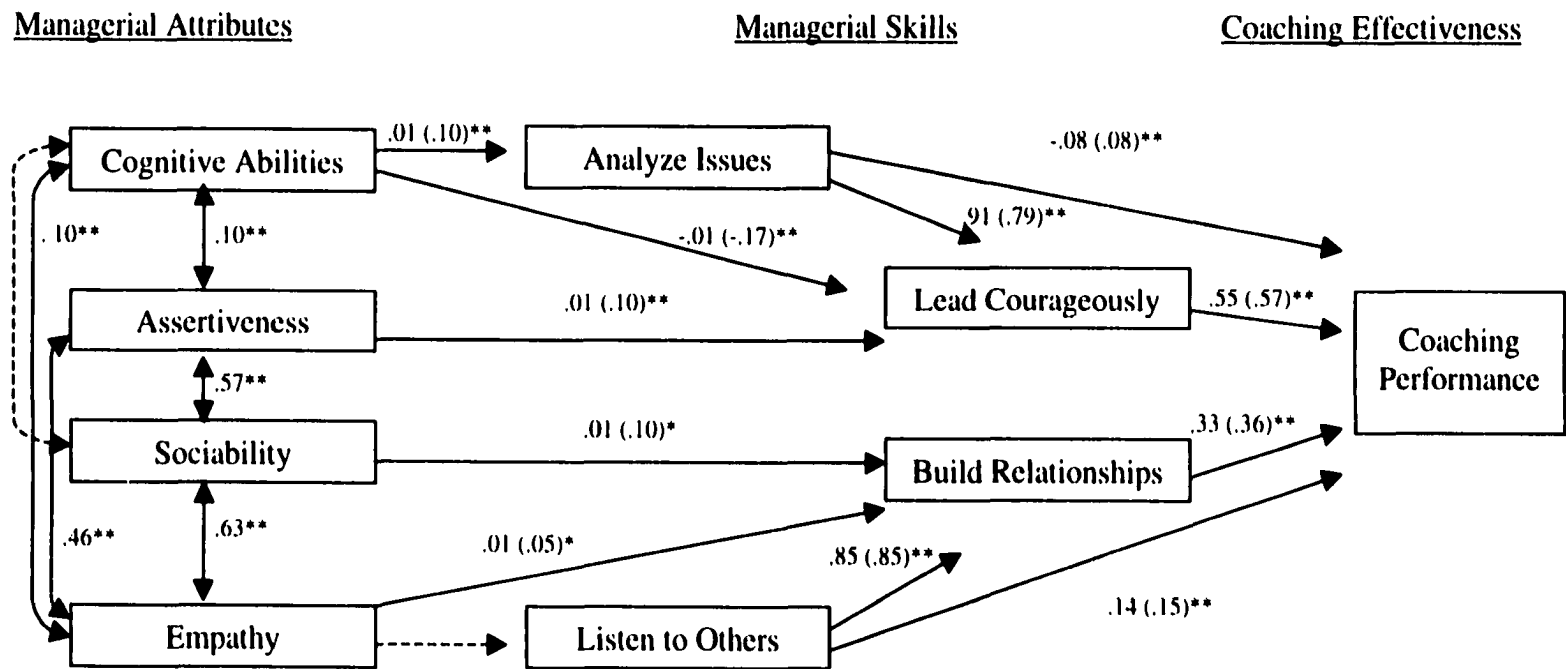 Managerial Attributes
Managerial Skills
Coaching Effectiveness
.01 (.10)**
Cognitive Abilities
Analyze Issues
-.08 (.08)**
.91 (.79)**
. 10**
.10**
-.01 (-.17)**
Assertiveness
.01 (.10)**
Lead Courageously
.55 (.57)**
Coaching
Performance
.57**
Sociability
.01 (.10)*
Build Relationships
.33 (.36)**
.46**
.63**
.01 (.05)*
.85 (.85)**
.14 (.15)**
Empathy
Listen to Others